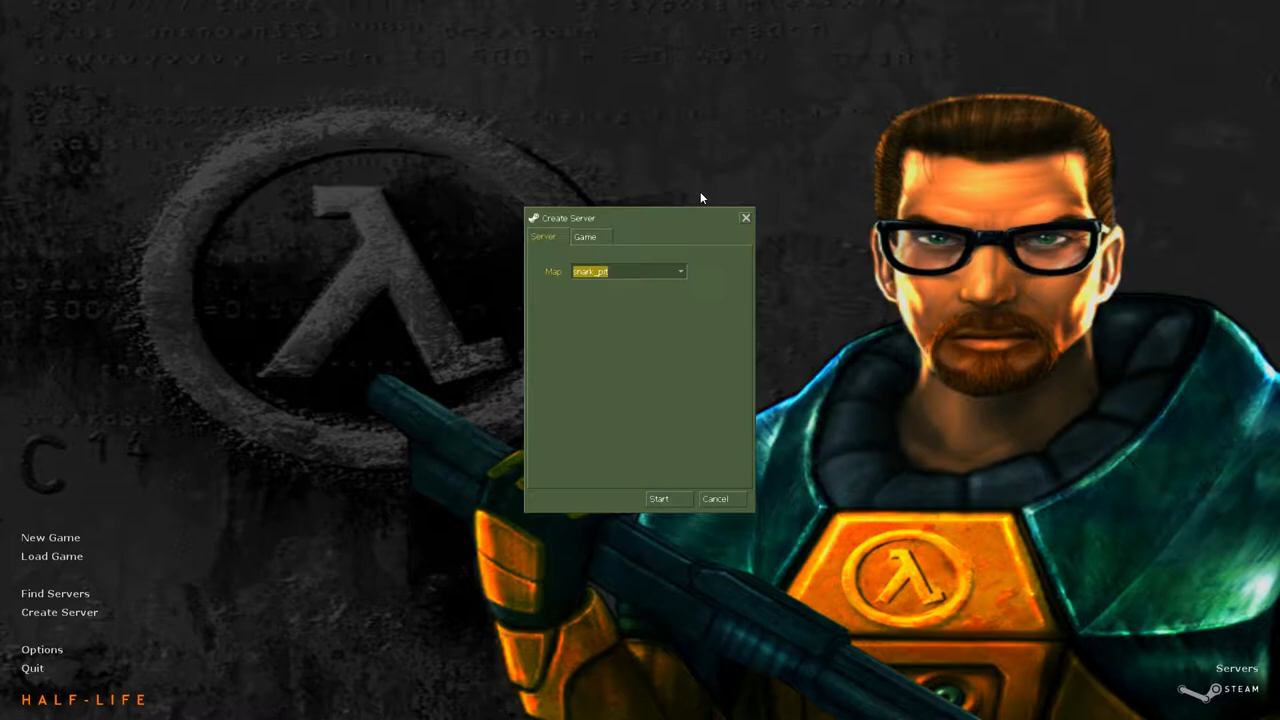 Create Server
Server
Game
Map
snark_pit
Start
Cancel
C 14
New Game
Load Game
Find Servers
Create Server
Options
Quit
HALF-LIFE
Servers
STEAM